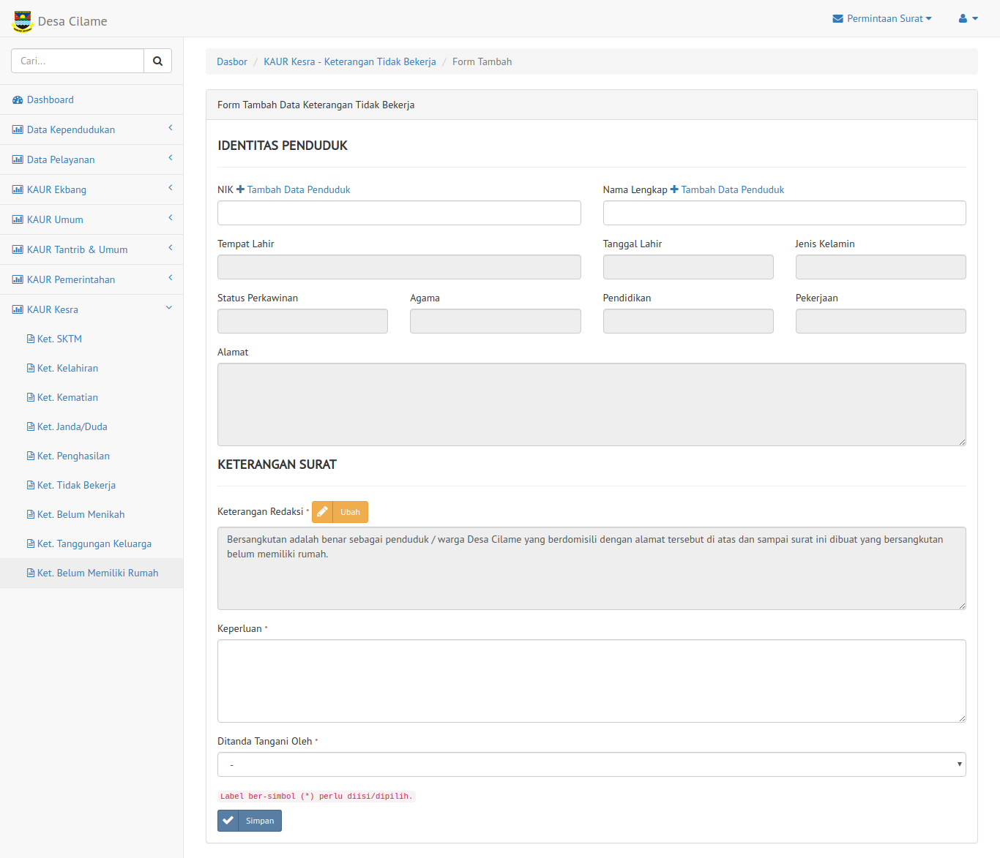 Desa Cilame
Permintaan Surat
Cari...
Dashboard
Data Kependudukan
Data Pelayanan
KAUR Ekbang
KAUR Umum
KAUR Tantrib & Umum
KAUR Pemerintahan
KAUR Kesra
Ket. SKTM
Ket. Kelahiran
Ket. Kematian
Ket. Janda/Duda
Ket. Penghasilan
Ket. Tidak Bekerja
Ket. Belum Menikah
Ket. Tanggungan Keluarga
Ket. Belum Memiliki Rumah
Dasbor / KAUR Kesra - Keterangan Tidak Bekerja / Form Tambah
Form Tambah Data Keterangan Tidak Bekerja
IDENTITAS PENDUDUK
NIK Tambah Data Penduduk
Nama Lengkap Tambah Data Penduduk
Tempat Lahir
Tanggal Lahir
Jenis Kelamin
Status Perkawinan
Agama
Pendidikan
Pekerjaan
Alamat
KETERANGAN SURAT
Keterangan Redaksi * Ubah
Bersangkutan adalah benar sebagai penduduk / warga Desa Cilame yang berdomisili dengan alamat tersebut di atas dan sampai surat ini dibuat yang bersangkutan
belum memiliki rumah.
Keperluan *
Ditanda Tangani Oleh *
-
Label ber-simbol (*) perlu diisi/dipilih.
Simpan